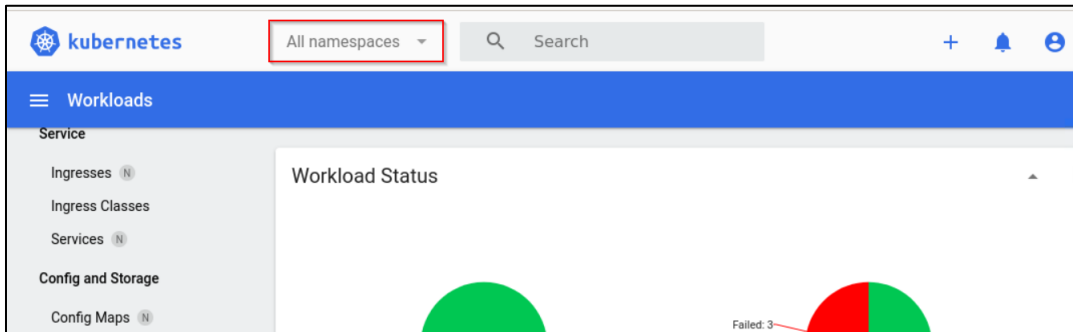 kubernetes All namespaces Search
Workloads
Service
Ingresses N
Ingress Classes
Services N
Config and Storage
Config Maps N
Workload Status
Failed: 3